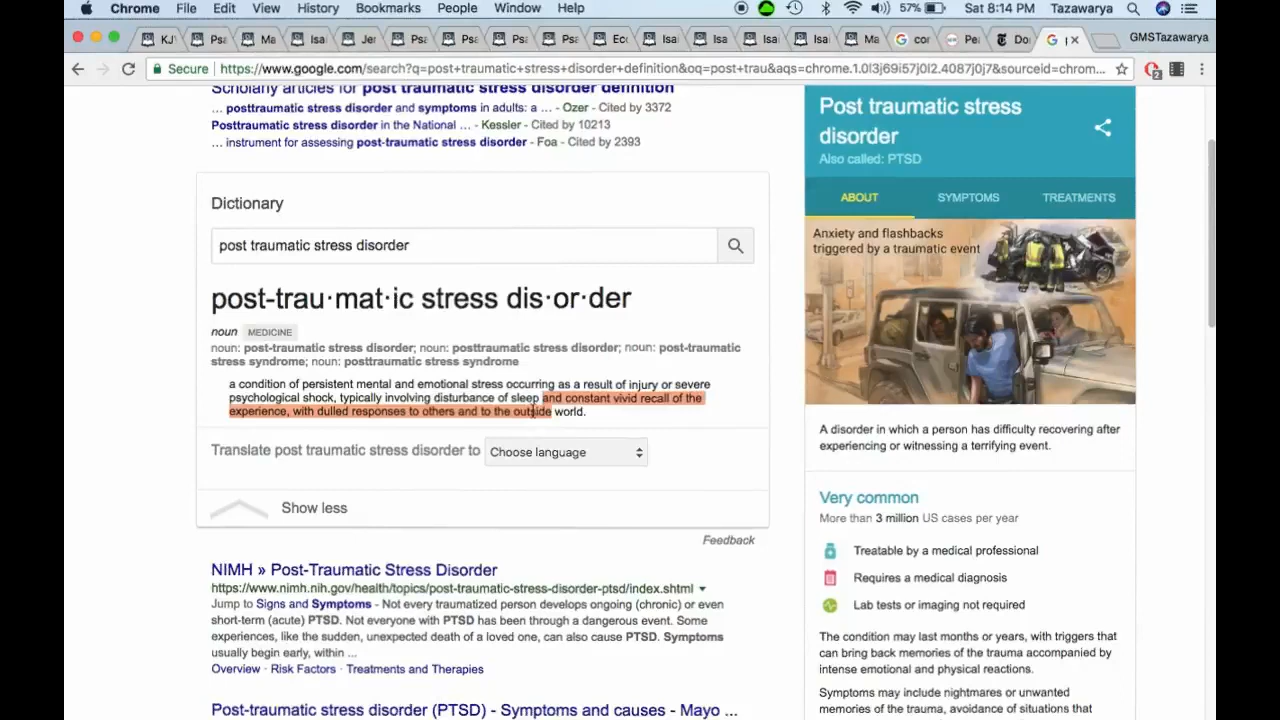 Chrome File Edit View History Bookmarks People Window Help 57% Sat 8:14 PM Tazawarya
KJV Psa Ma Isa Jer Psa Psa Psa Psa Ecc Isa Isa Isa Isa Ma con Per Do GMSTazawarya
Secure https://www.google.com/search?q=post+traumatic+stress+disorder+definition&oq=post+trau&aqs=chrome.1.0l3j69i57j0l2.4087j0j7&sourceid=chrom...
Scholarly articles for post traumatic stress disorder definition
... posttraumatic stress disorder and symptoms in adults: a ... - Ozer - Cited by 3372
Posttraumatic stress disorder in the National ... - Kessler - Cited by 10213
... instrument for assessing post-traumatic stress disorder - Foa - Cited by 2393
Dictionary
post traumatic stress disorder
post-trau·mat·ic stress dis·or·der
noun MEDICINE
noun: post-traumatic stress disorder; noun: posttraumatic stress disorder; noun: post-traumatic
stress syndrome; noun: posttraumatic stress syndrome
a condition of persistent mental and emotional stress occurring as a result of injury or severe
psychological shock, typically involving disturbance of sleep and constant vivid recall of the
experience, with dulled responses to others and to the outside world.
Translate post traumatic stress disorder to Choose language
Show less
Feedback
NIMH » Post-Traumatic Stress Disorder
https://www.nimh.nih.gov/health/topics/post-traumatic-stress-disorder-ptsd/index.shtml
Jump to Signs and Symptoms - Not every traumatized person develops ongoing (chronic) or even
short-term (acute) PTSD. Not everyone with PTSD has been through a dangerous event. Some
experiences, like the sudden, unexpected death of a loved one, can also cause PTSD. Symptoms
usually begin early, within ...
Overview · Risk Factors · Treatments and Therapies
Post-traumatic stress disorder (PTSD) - Symptoms and causes - Mayo ...
Post traumatic stress
disorder
Also called: PTSD
ABOUT SYMPTOMS TREATMENTS
Anxiety and flashbacks
triggered by a traumatic event
A disorder in which a person has difficulty recovering after
experiencing or witnessing a terrifying event.
Very common
More than 3 million US cases per year
Treatable by a medical professional
Requires a medical diagnosis
Lab tests or imaging not required
The condition may last months or years, with triggers that
can bring back memories of the trauma accompanied by
intense emotional and physical reactions.
Symptoms may include nightmares or unwanted
memories of the trauma, avoidance of situations that